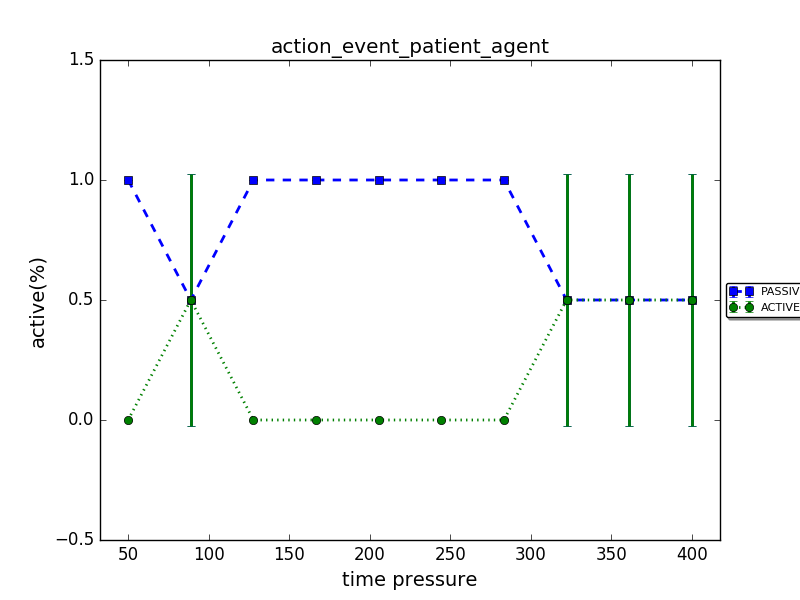 action_event_patient_agent
1.5
1.0
0.5
0.0
−0.5
active(%)
50 100 150 200 250 300 350 400
time pressure
PASSIV
ACTIVE